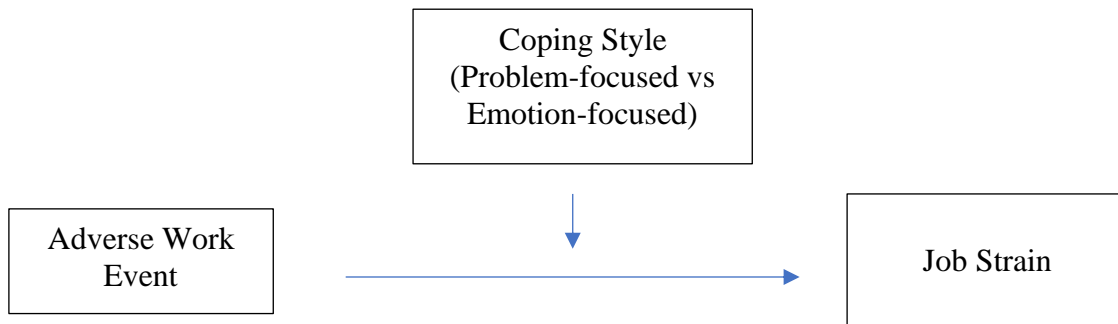 Coping Style
(Problem-focused vs
Emotion-focused)
Adverse Work
Event
Job Strain